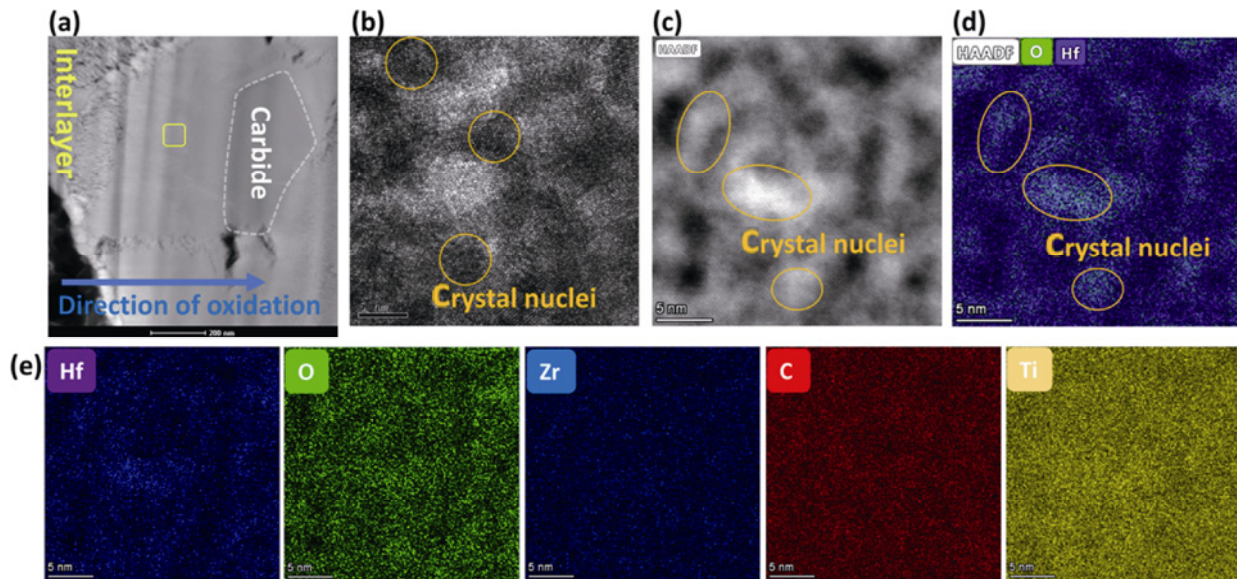 (a)
Interlayer
Carbide
Direction of oxidation
200 nm
(b)
Crystal nuclei
(c)
HAADF
Crystal nuclei
5 nm
(d)
HAADF O Hf
Crystal nuclei
5 nm
(e)
Hf
5 nm
O
5 nm
Zr
5 nm
C
5 nm
Ti
5 nm